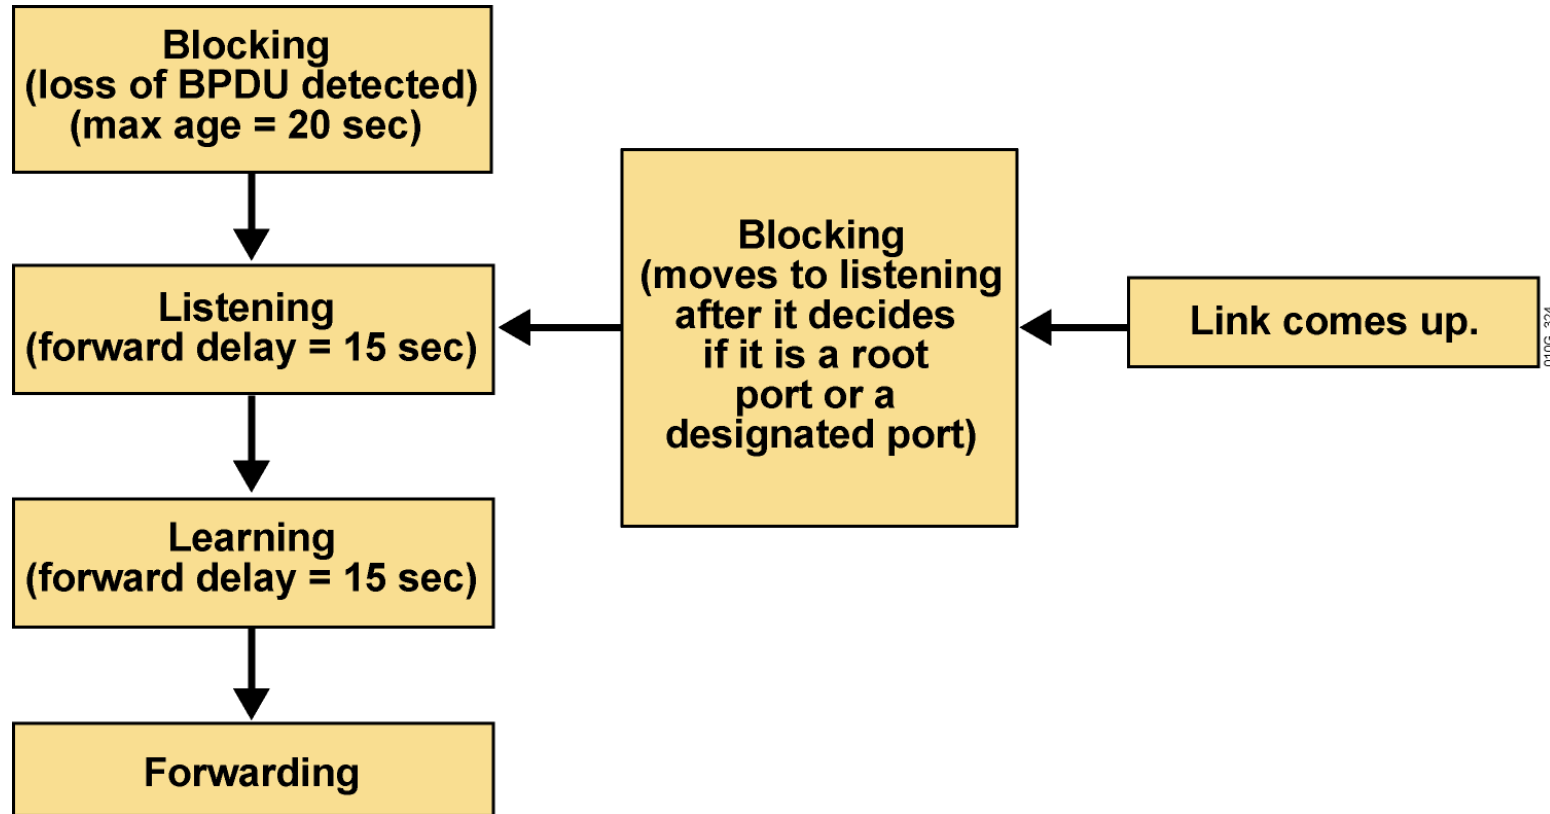 Blocking
(loss of BPDU detected)
(max age = 20 sec)
Listening
(forward delay = 15 sec)
Learning
(forward delay = 15 sec)
Forwarding
Blocking
(moves to listening
after it decides
if it is a root
port or a
designated port)
Link comes up.
010G_324